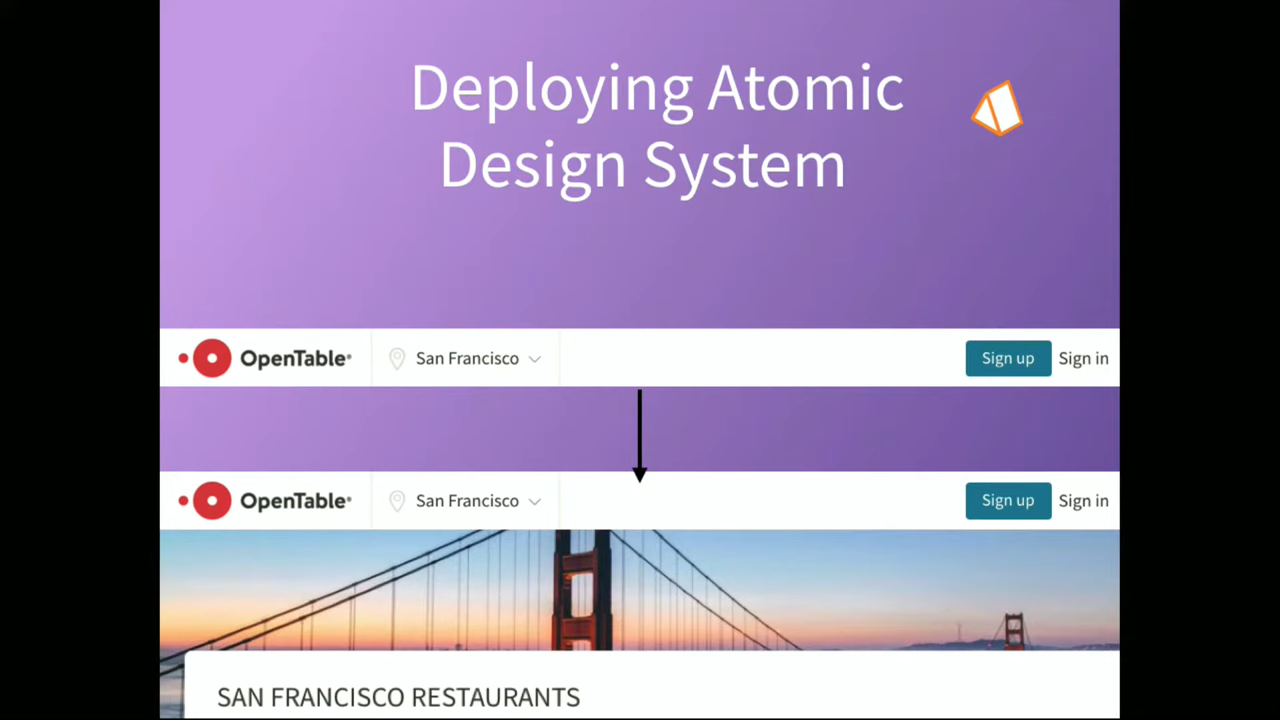 Deploying Atomic
Design System
OpenTable® San Francisco Sign up Sign in
OpenTable® San Francisco Sign up Sign in
SAN FRANCISCO RESTAURANTS